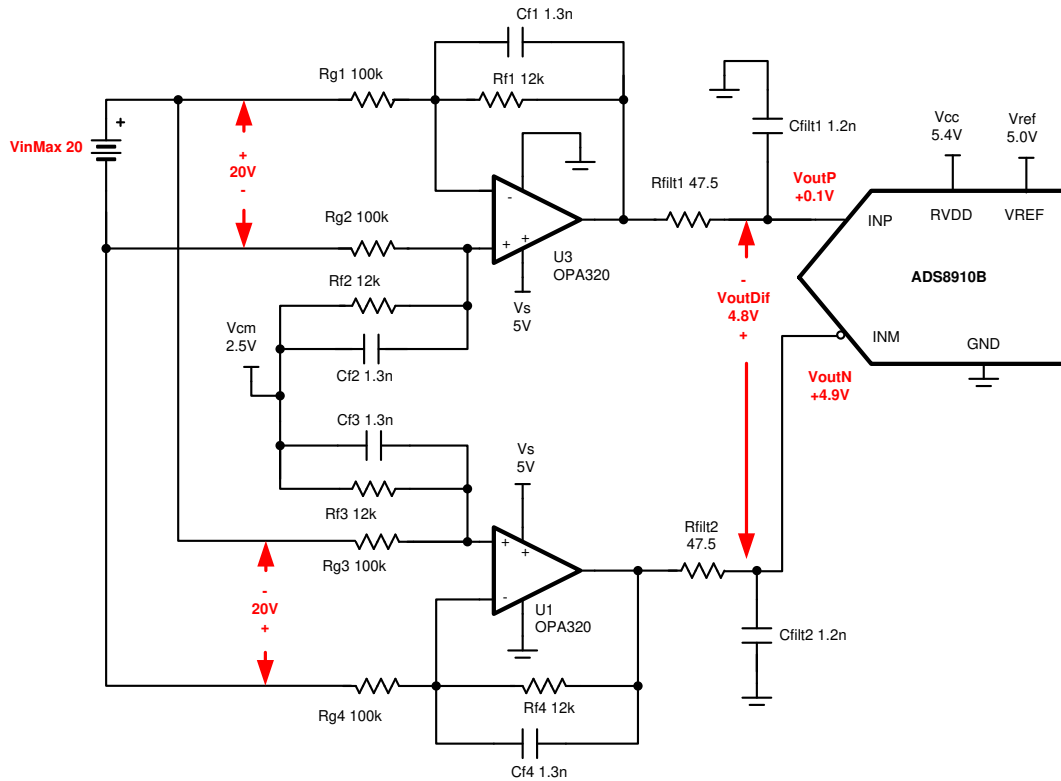 Cf1 1.3n
Rg1 100k
Rf1 12k
+
VinMax 20
+
20V
-
Cfilt1 1.2n
Vcc
5.4V
Vref
5.0V
Rg2 100k
-
+
+
U3
OPA320
Vs
5V
Rfilt1 47.5
VoutP
+0.1V
INP
RVDD
VREF
ADS8910B
Rf2 12k
Vcm
2.5V
Cf2 1.3n
-
VoutDif
4.8V
+
INM
GND
VoutN
+4.9V
Cf3 1.3n
Rf3 12k
Vs
5V
Rg3 100k
+
+
-
U1
OPA320
Rfilt2
47.5
-
20V
+
Cfilt2 1.2n
Rg4 100k
Rf4 12k
Cf4 1.3n